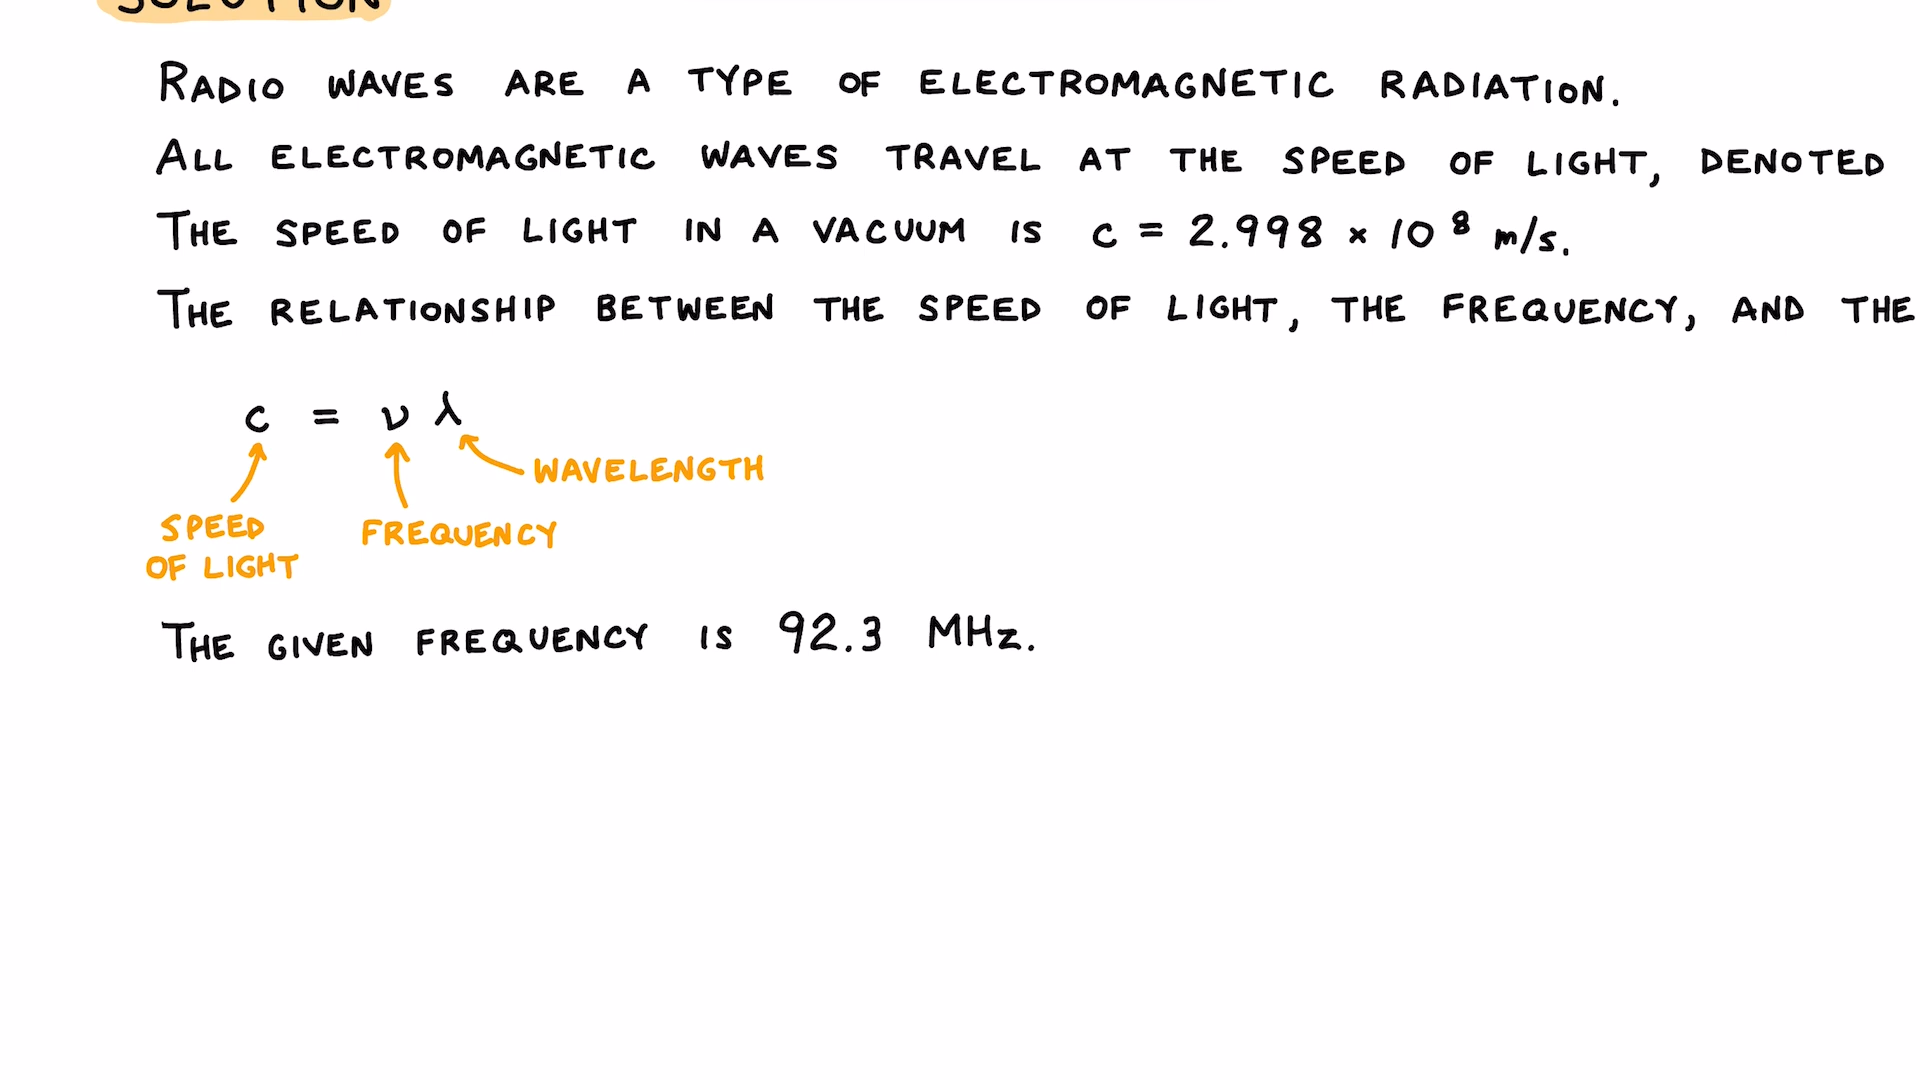 SOLUTION
RADIO WAVES ARE A TYPE OF ELECTROMAGNETIC RADIATION.
ALL ELECTROMAGNETIC WAVES TRAVEL AT THE SPEED OF LIGHT, DENOTED
THE SPEED OF LIGHT IN A VACUUM IS c = 2.998 × 10⁸ m/s.
THE RELATIONSHIP BETWEEN THE SPEED OF LIGHT, THE FREQUENCY, AND THE
c = ν λ
WAVELENGTH
SPEED
OF LIGHT
FREQUENCY
THE GIVEN FREQUENCY IS 92.3 MHz.